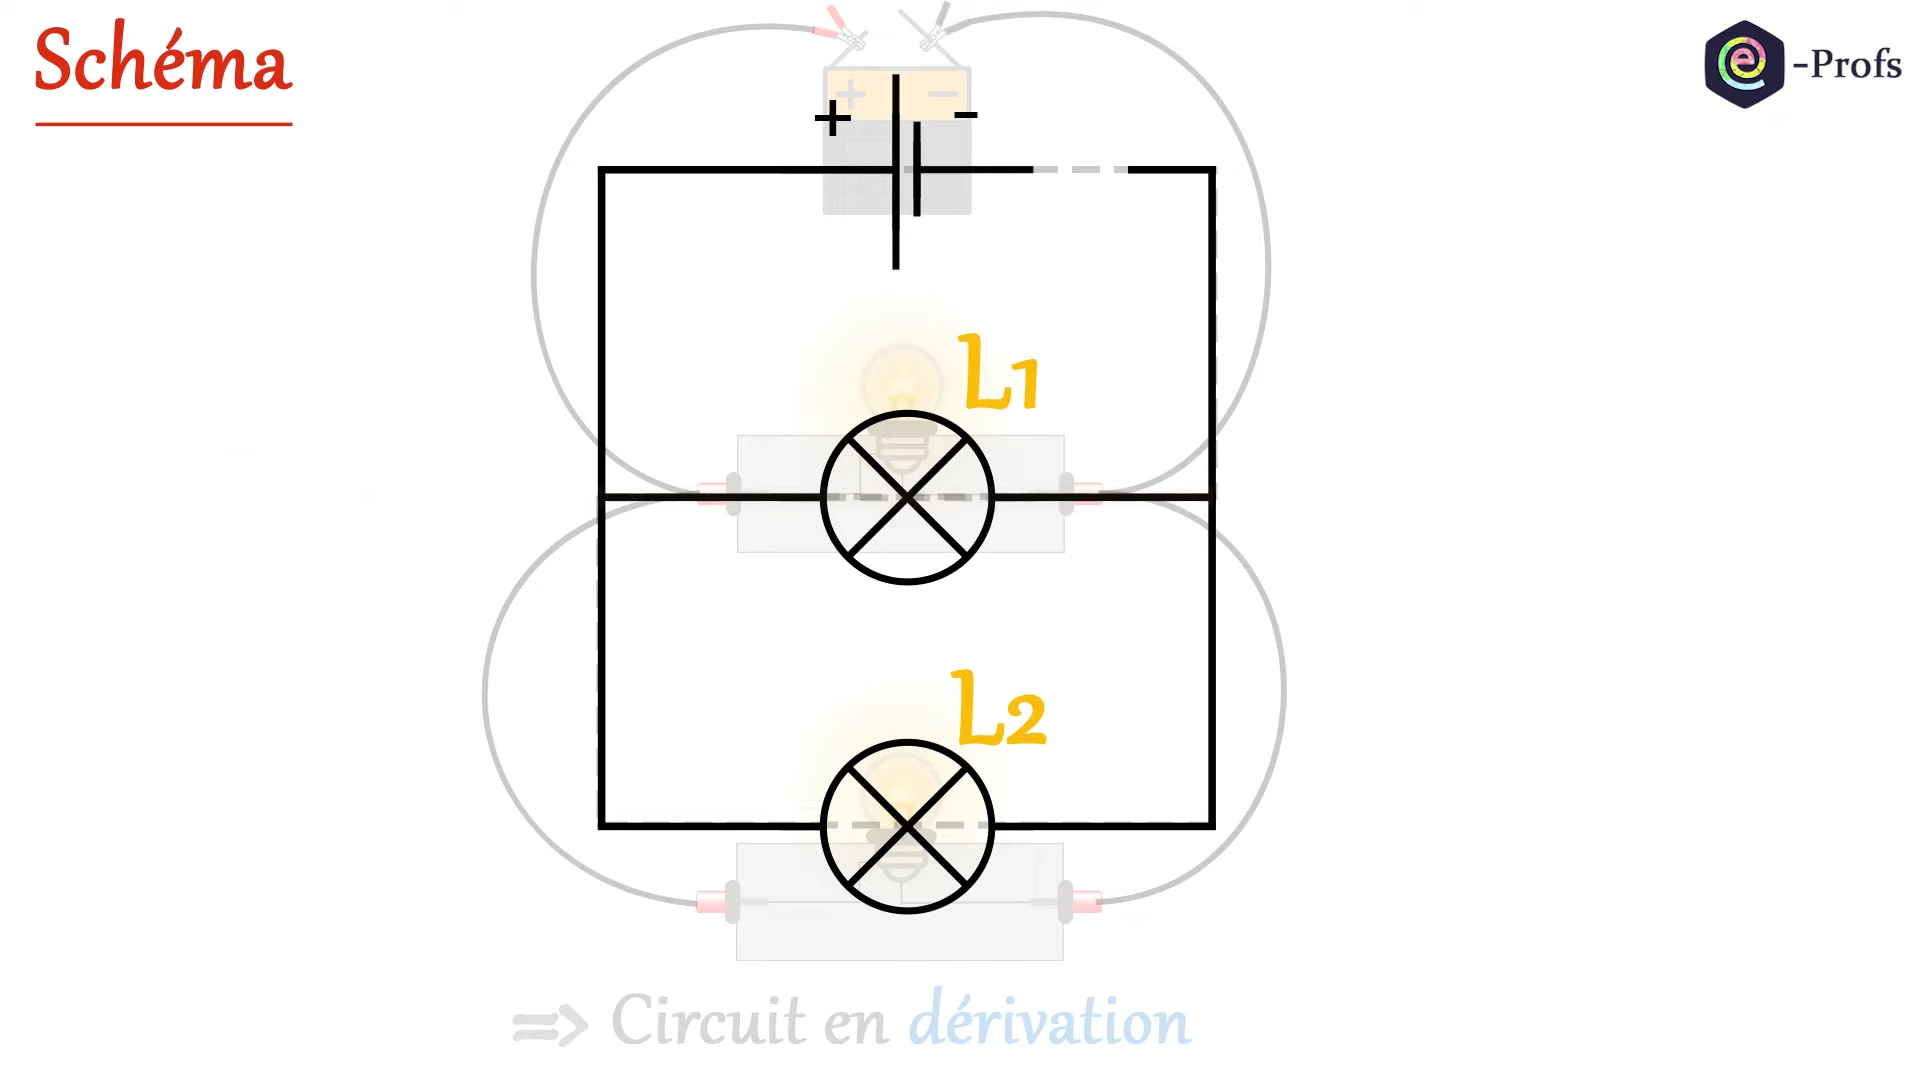 Schéma
e-Profs
+ −
+ -
L1
L2
⇒ Circuit en dérivation